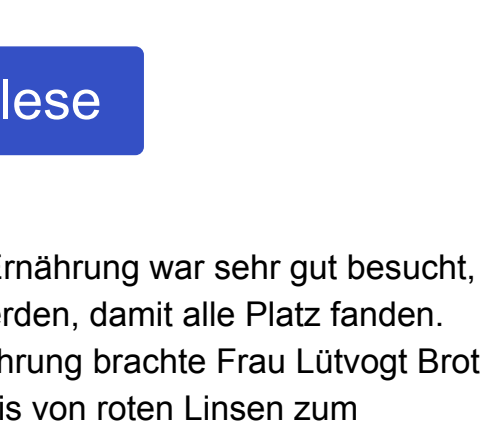 lese
Ernährung war sehr gut besucht,
erden, damit alle Platz fanden.
hrung brachte Frau Lütvogt Brot
is von roten Linsen zum